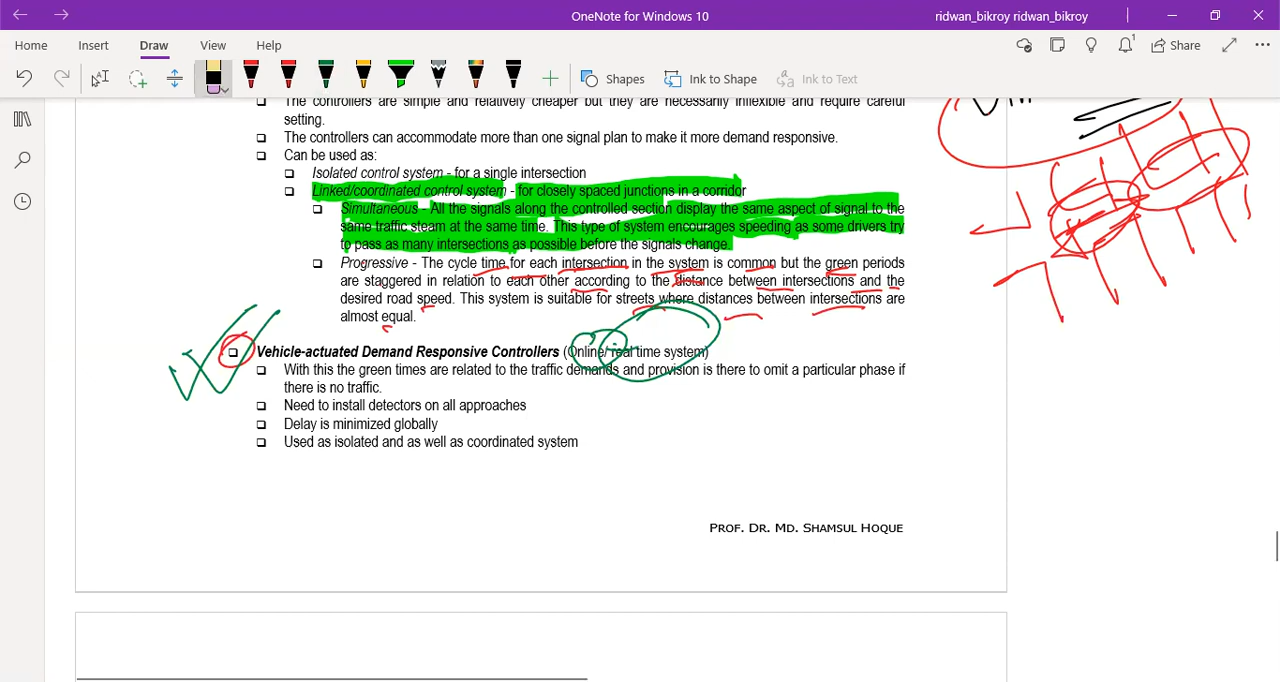 OneNote for Windows 10
ridwan_bikroy ridwan_bikroy
Home Insert Draw View Help
1
Share
Shapes Ink to Shape Ink to Text
The controllers are simple and relatively cheaper but they are necessarily inflexible and require careful
setting.
The controllers can accommodate more than one signal plan to make it more demand responsive.
Can be used as:
Isolated control system - for a single intersection
Linked/coordinated control system - for closely spaced junctions in a corridor
Simultaneous - All the signals along the controlled section display the same aspect of signal to the
same traffic steam at the same time. This type of system encourages speeding as some drivers try
to pass as many intersections as possible before the signals change.
Progressive - The cycle time for each intersection in the system is common but the green periods
are staggered in relation to each other according to the distance between intersections and the
desired road speed. This system is suitable for streets where distances between intersections are
almost equal.
Vehicle-actuated Demand Responsive Controllers (Online/ real time system)
With this the green times are related to the traffic demands and provision is there to omit a particular phase if
there is no traffic.
Need to install detectors on all approaches
Delay is minimized globally
Used as isolated and as well as coordinated system
PROF. DR. MD. SHAMSUL HOQUE